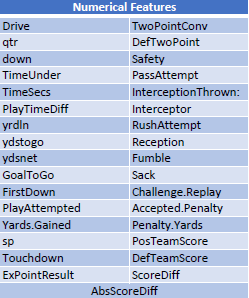 Numerical Features
Drive TwoPointConv
qtr DefTwoPoint
down Safety
TimeUnder PassAttempt
TimeSecs InterceptionThrown:
PlayTimeDiff Interceptor
yrdln RushAttempt
ydstogo Reception
ydsnet Fumble
GoalToGo Sack
FirstDown Challenge.Replay
PlayAttempted Accepted.Penalty
Yards.Gained Penalty.Yards
sp PosTeamScore
Touchdown DefTeamScore
ExPointResult ScoreDiff
AbsScoreDiff